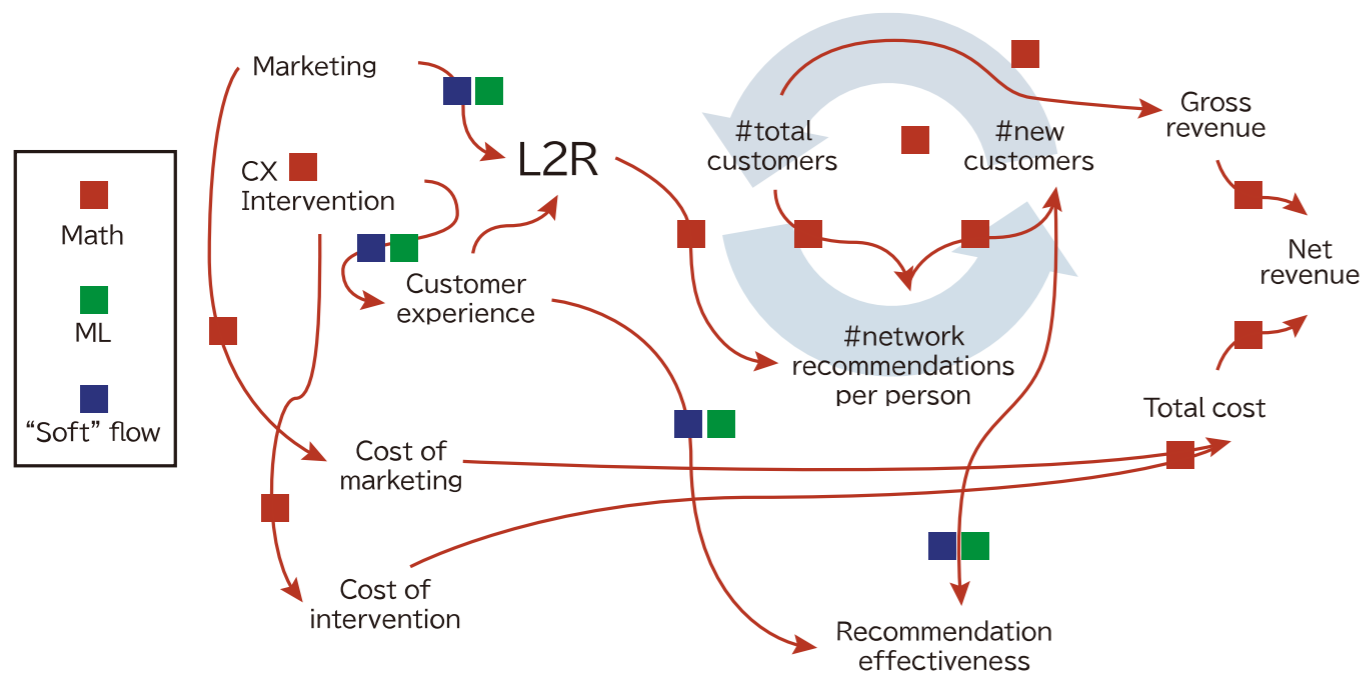 Math
ML
“Soft” flow
Marketing
CX
Intervention
L2R
Customer
experience
Cost of
marketing
Cost of
intervention
#total
customers
#new
customers
#network
recommendations
per person
Recommendation
effectiveness
Gross
revenue
Net
revenue
Total cost